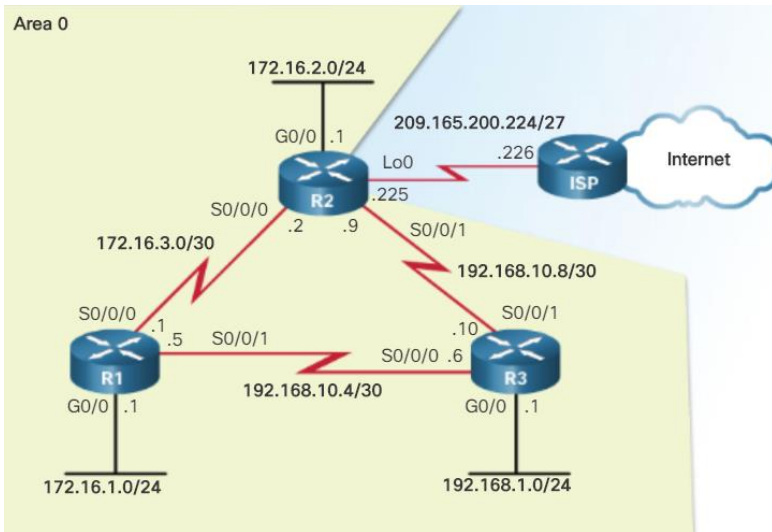 Area 0
172.16.2.0/24
209.165.200.224/27
G0/0 .1
Lo0
.226
Internet
ISP
R2
.225
S0/0/0
.2
.9
S0/0/1
172.16.3.0/30
192.168.10.8/30
S0/0/0
.1
S0/0/1
.10
.5
S0/0/1
S0/0/0 .6
R1
R3
192.168.10.4/30
G0/0 .1
G0/0 .1
172.16.1.0/24
192.168.1.0/24